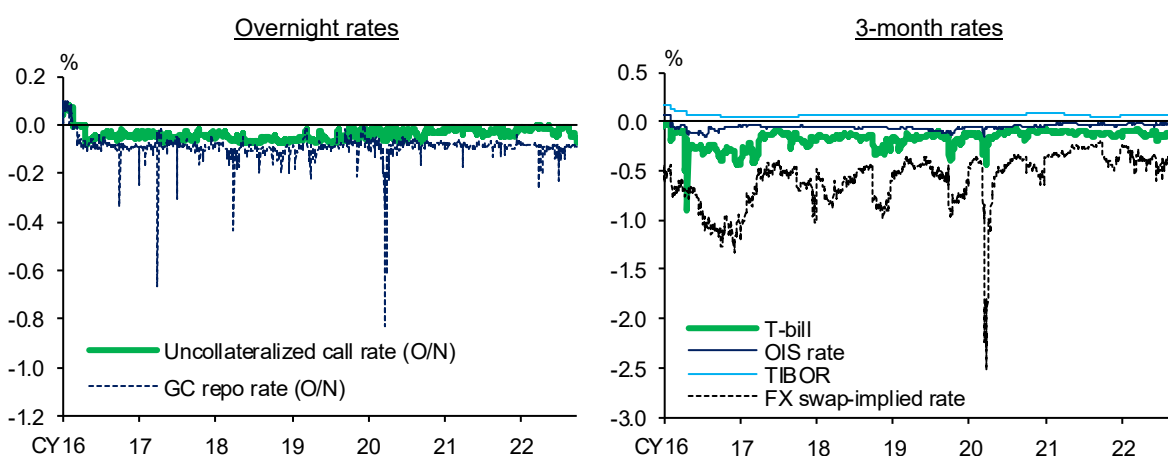 Overnight rates
%
0.2
0.0
-0.2
-0.4
-0.6
-0.8
-1.0
-1.2
Uncollateralized call rate (O/N)
GC repo rate (O/N)
CY16 17 18 19 20 21 22
3-month rates
%
0.5
0.0
-0.5
-1.0
-1.5
-2.0
-2.5
-3.0
T-bill
OIS rate
TIBOR
FX swap-implied rate
CY16 17 18 19 20 21 22